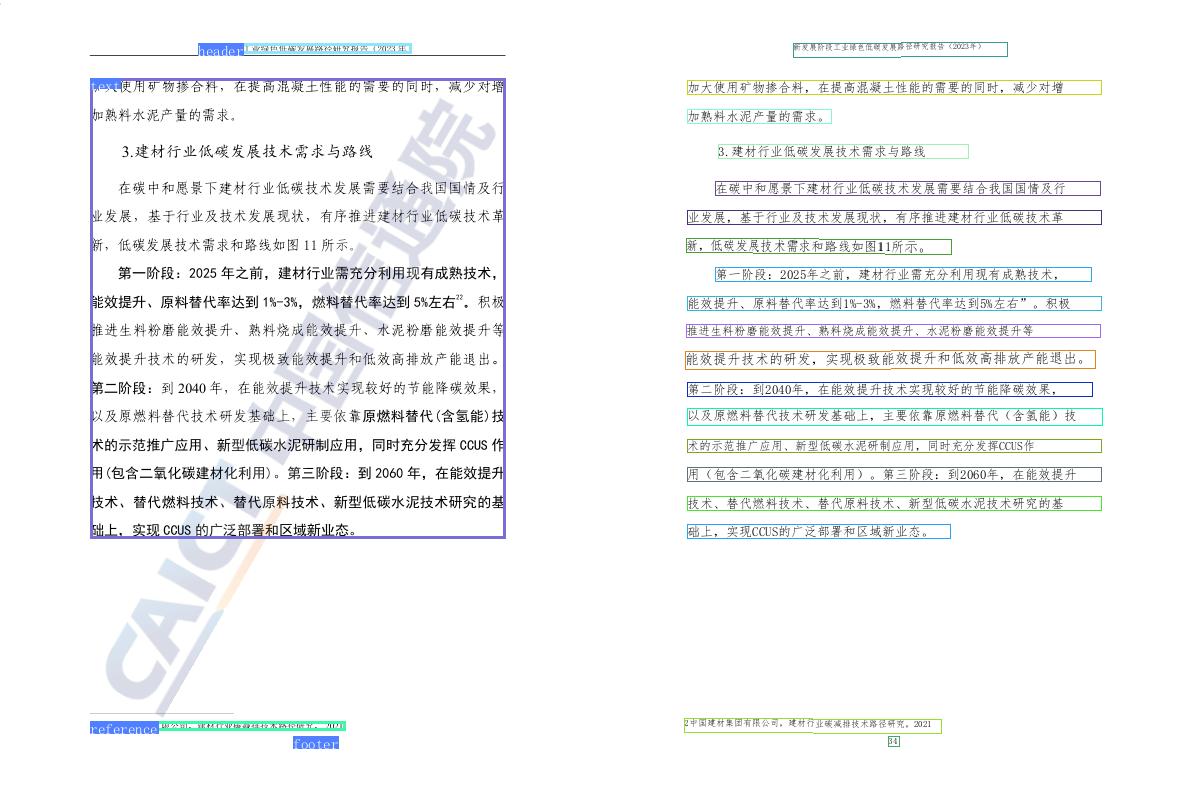 header 工业绿色低碳发展路径研究报告（2023年）
text 使用矿物掺合料，在提高混凝土性能的需要的同时，减少对增
加熟料水泥产量的需求。
3.建材行业低碳发展技术需求与路线
在碳中和愿景下建材行业低碳技术发展需要结合我国国情及行
业发展，基于行业及技术发展现状，有序推进建材行业低碳技术革
新，低碳发展技术需求和路线如图 11 所示。
第一阶段：2025 年之前，建材行业需充分利用现有成熟技术，
能效提升、原料替代率达到 1%-3%，燃料替代率达到 5%左右22。积极
推进生料粉磨能效提升、熟料烧成能效提升、水泥粉磨能效提升等
能效提升技术的研发，实现极致能效提升和低效高排放产能退出。
第二阶段：到 2040 年，在能效提升技术实现较好的节能降碳效果，
以及原燃料替代技术研发基础上，主要依靠原燃料替代(含氢能)技
术的示范推广应用、新型低碳水泥研制应用，同时充分发挥 CCUS 作
用(包含二氧化碳建材化利用)。第三阶段：到 2060 年，在能效提升
技术、替代燃料技术、替代原料技术、新型低碳水泥技术研究的基
础上，实现 CCUS 的广泛部署和区域新业态。
CAICT 中国信通院
reference 限公司，建材行业碳减排技术路径研究，2021
footer
新发展阶段工业绿色低碳发展路径研究报告（2023年）
加大使用矿物掺合料，在提高混凝土性能的需要的同时，减少对增
加熟料水泥产量的需求。
3.建材行业低碳发展技术需求与路线
在碳中和愿景下建材行业低碳技术发展需要结合我国国情及行
业发展，基于行业及技术发展现状，有序推进建材行业低碳技术革
新，低碳发展技术需求和路线如图11所示。
第一阶段：2025年之前，建材行业需充分利用现有成熟技术，
能效提升、原料替代率达到1%-3%，燃料替代率达到5%左右”。积极
推进生料粉磨能效提升、熟料烧成能效提升、水泥粉磨能效提升等
能效提升技术的研发，实现极致能效提升和低效高排放产能退出。
第二阶段：到2040年，在能效提升技术实现较好的节能降碳效果，
以及原燃料替代技术研发基础上，主要依靠原燃料替代（含氢能）技
术的示范推广应用、新型低碳水泥研制应用，同时充分发挥CCUS作
用（包含二氧化碳建材化利用）。第三阶段：到2060年，在能效提升
技术、替代燃料技术、替代原料技术、新型低碳水泥技术研究的基
础上，实现CCUS的广泛部署和区域新业态。
2中国建材集团有限公司，建材行业碳减排技术路径研究。2021
34